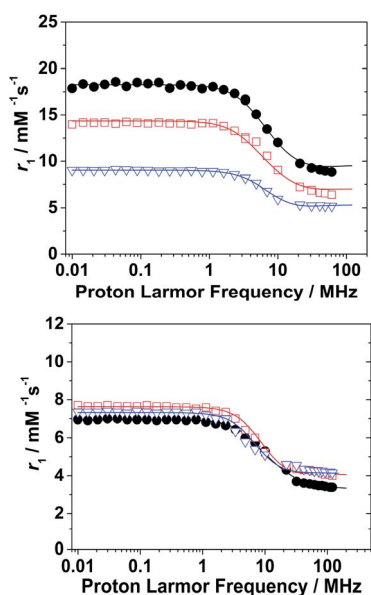 25
20
15
10
5
0
r₁ / mM ⁻¹s⁻¹
0.01 0.1 1 10 100
Proton Larmor Frequency / MHz
12
10
8
6
4
2
0
r₁ / mM ⁻¹s⁻¹
0.01 0.1 1 10 100
Proton Larmor Frequency / MHz